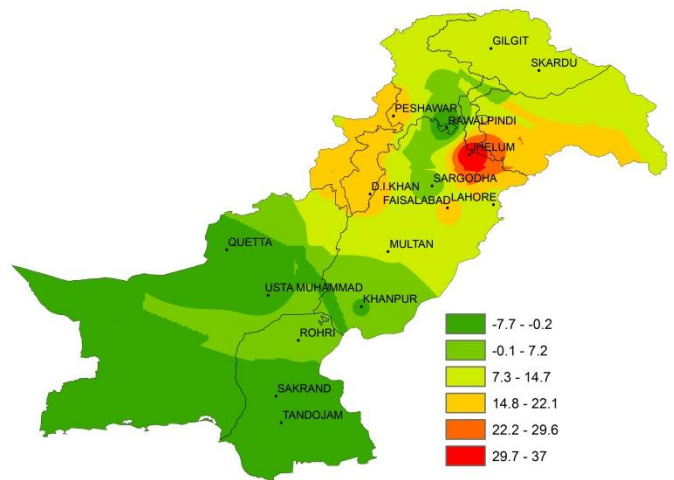 GILGIT
SKARDU
PESHAWAR
RAWALPINDI
JHELUM
D.I.KHAN
SARGODHA
FAISALABAD
LAHORE
QUETTA
MULTAN
USTA MUHAMMAD
KHANPUR
ROHRI
SAKRAND
TANDOJAM
-7.7 - -0.2
-0.1 - 7.2
7.3 - 14.7
14.8 - 22.1
22.2 - 29.6
29.7 - 37